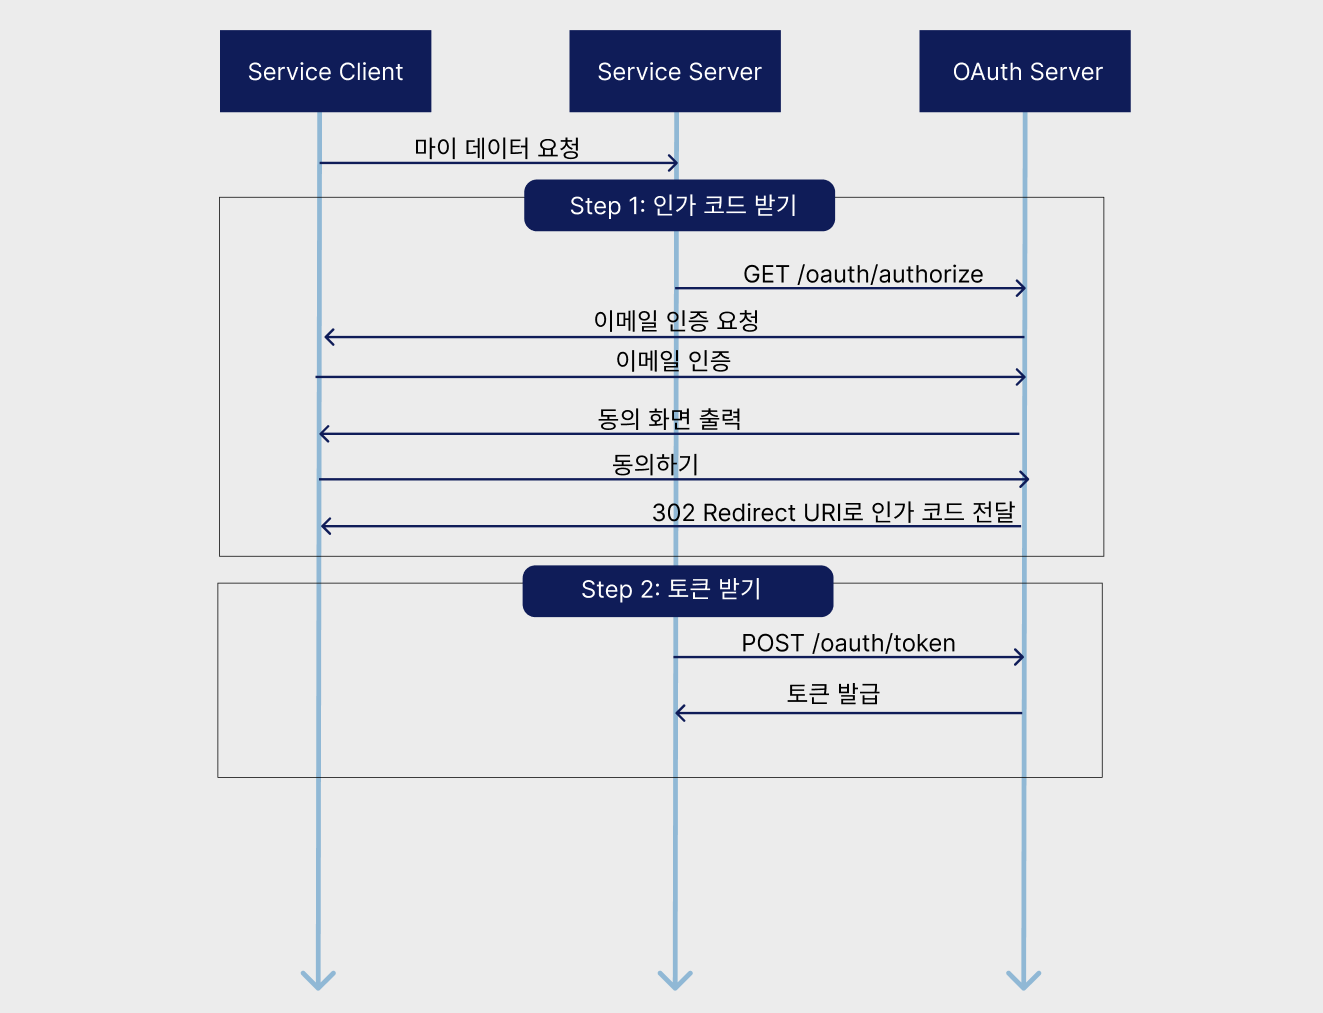 Service Client
Service Server
OAuth Server
마이 데이터 요청
Step 1: 인가 코드 받기
GET /oauth/authorize
이메일 인증 요청
이메일 인증
동의 화면 출력
동의하기
302 Redirect URI로 인가 코드 전달
Step 2: 토큰 받기
POST /oauth/token
토큰 발급